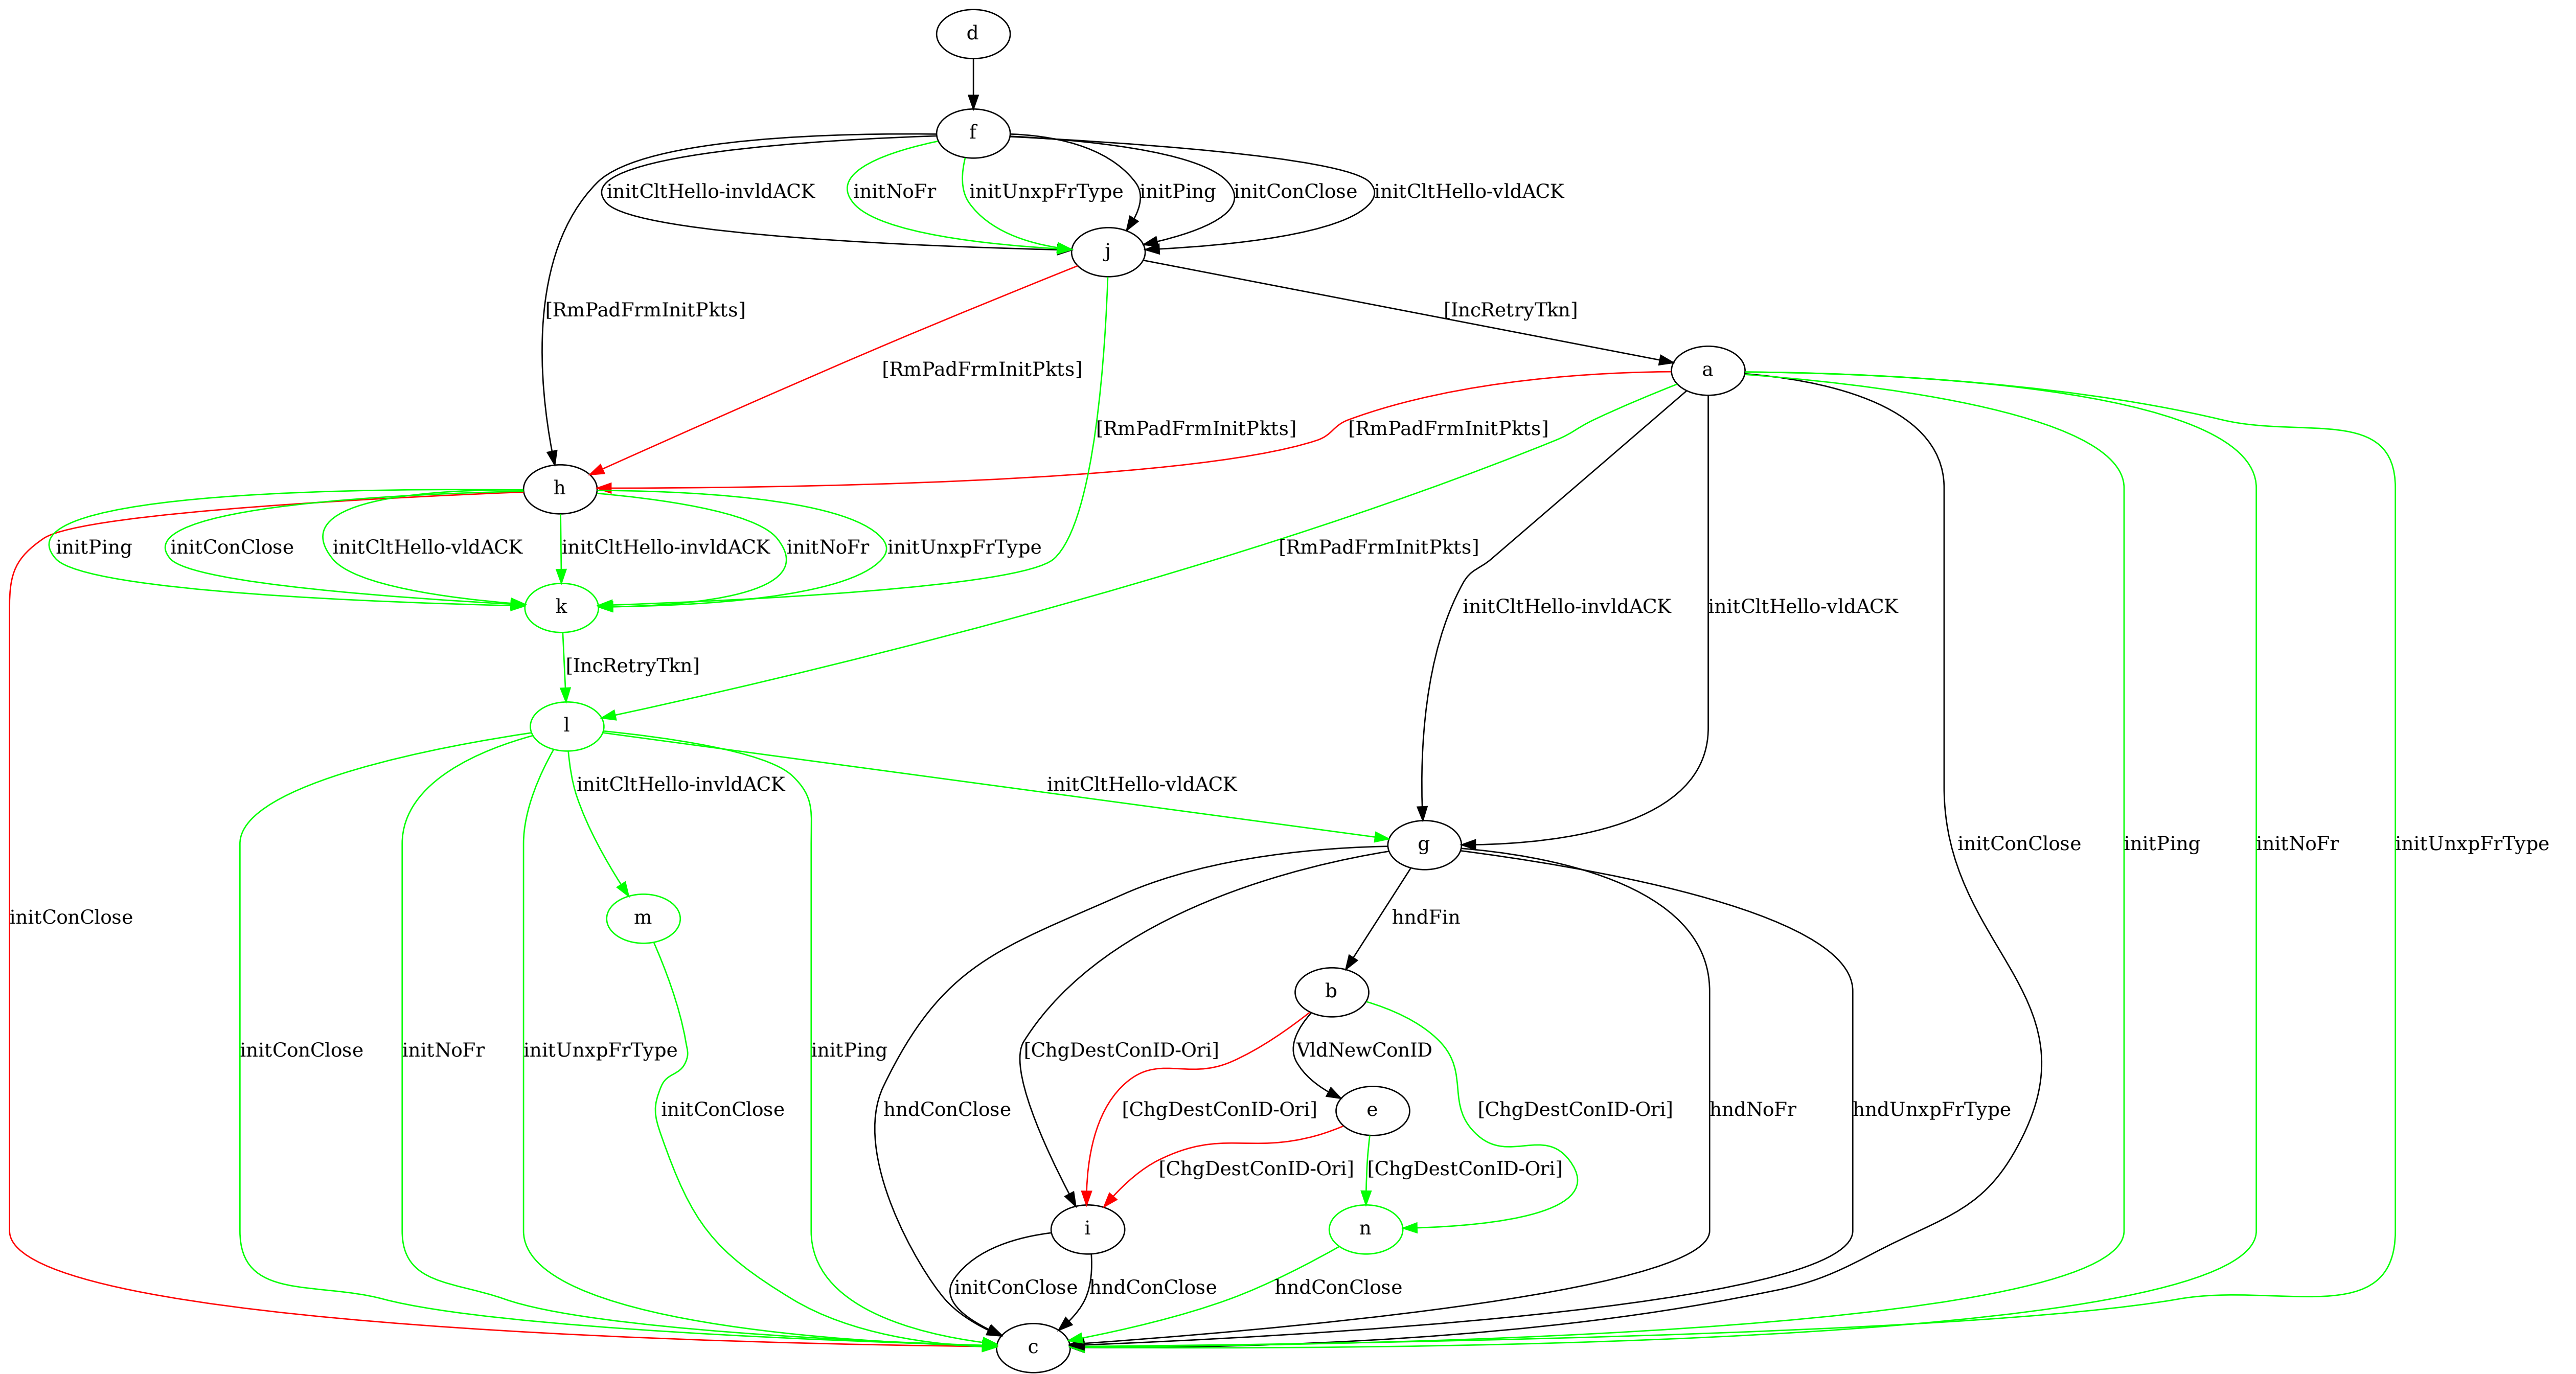 d
f
initCltHello-invldACK
initNoFr
initUnxpFrType
initPing
initConClose
initCltHello-vldACK
j
[RmPadFrmInitPkts]
[IncRetryTkn]
[RmPadFrmInitPkts]
a
[RmPadFrmInitPkts]
[RmPadFrmInitPkts]
h
initPing
initConClose
initCltHello-vldACK
initCltHello-invldACK
initNoFr
initUnxpFrType
[RmPadFrmInitPkts]
k
initCltHello-invldACK
initCltHello-vldACK
[IncRetryTkn]
l
initCltHello-invldACK
initCltHello-vldACK
g
initConClose
initPing
initNoFr
initUnxpFrType
initConClose
m
hndFin
b
initConClose
initNoFr
initUnxpFrType
initPing
[ChgDestConID-Ori]
VldNewConID
initConClose
hndConClose
[ChgDestConID-Ori]
e
[ChgDestConID-Ori]
hndNoFr
hndUnxpFrType
[ChgDestConID-Ori]
[ChgDestConID-Ori]
i
n
initConClose
hndConClose
hndConClose
c